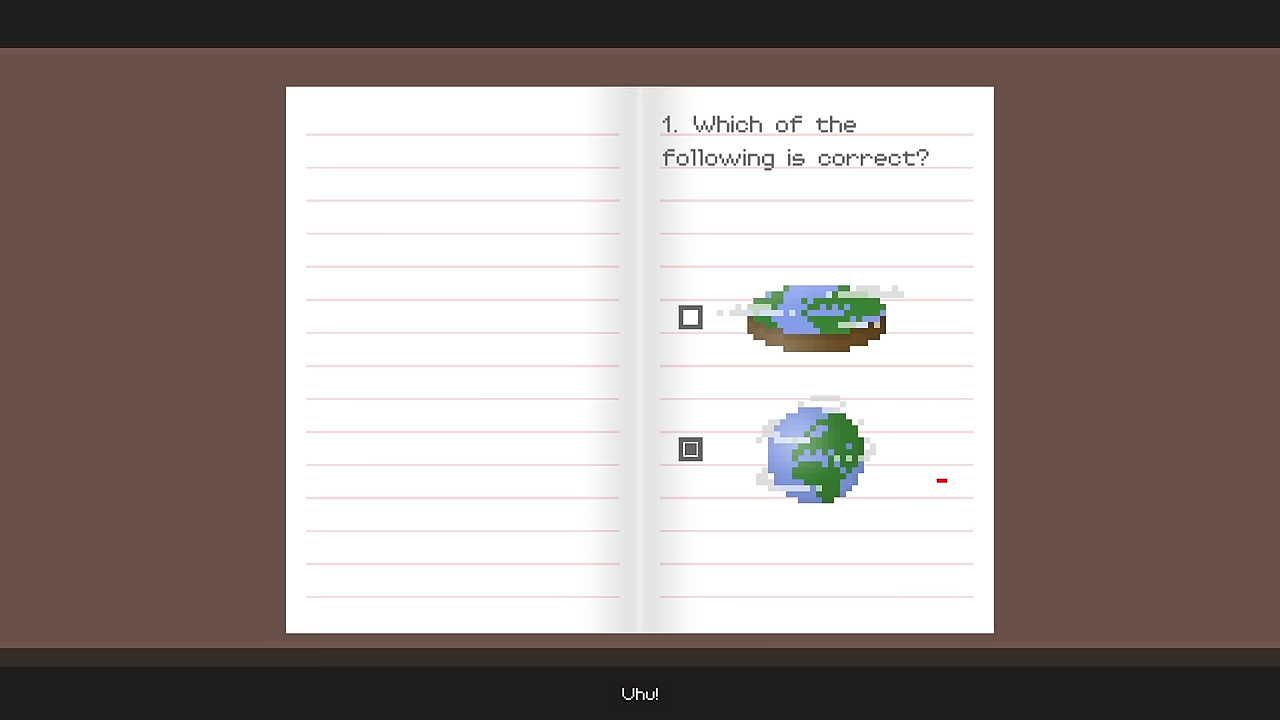 1. Which of the
following is correct?
Uhu!